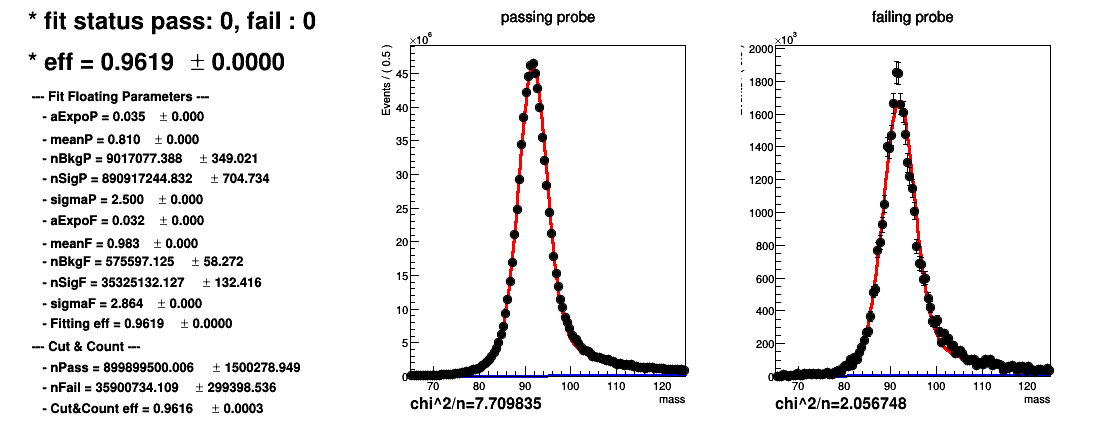 * fit status pass: 0, fail : 0
* eff = 0.9619 ± 0.0000
--- Fit Floating Parameters ---
- aExpoP = 0.035 ± 0.000
- meanP = 0.810 ± 0.000
- nBkgP = 9017077.388 ± 349.021
- nSigP = 890917244.832 ± 704.734
- sigmaP = 2.500 ± 0.000
- aExpoF = 0.032 ± 0.000
- meanF = 0.983 ± 0.000
- nBkgF = 575597.125 ± 58.272
- nSigF = 35325132.127 ± 132.416
- sigmaF = 2.864 ± 0.000
- Fitting eff = 0.9619 ± 0.0000
--- Cut & Count ---
- nPass = 899899500.006 ± 1500278.949
- nFail = 35900734.109 ± 299398.536
- Cut&Count eff = 0.9616 ± 0.0003
passing probe
×10^6
Events / ( 0.5 )
45
40
35
30
25
20
15
10
5
0
70 80 90 100 110 120
mass
chi^2/n=7.709835
failing probe
×10^3
2000
1800
1600
1400
1200
1000
800
600
400
200
0
70 80 90 100 110 120
mass
chi^2/n=2.056748